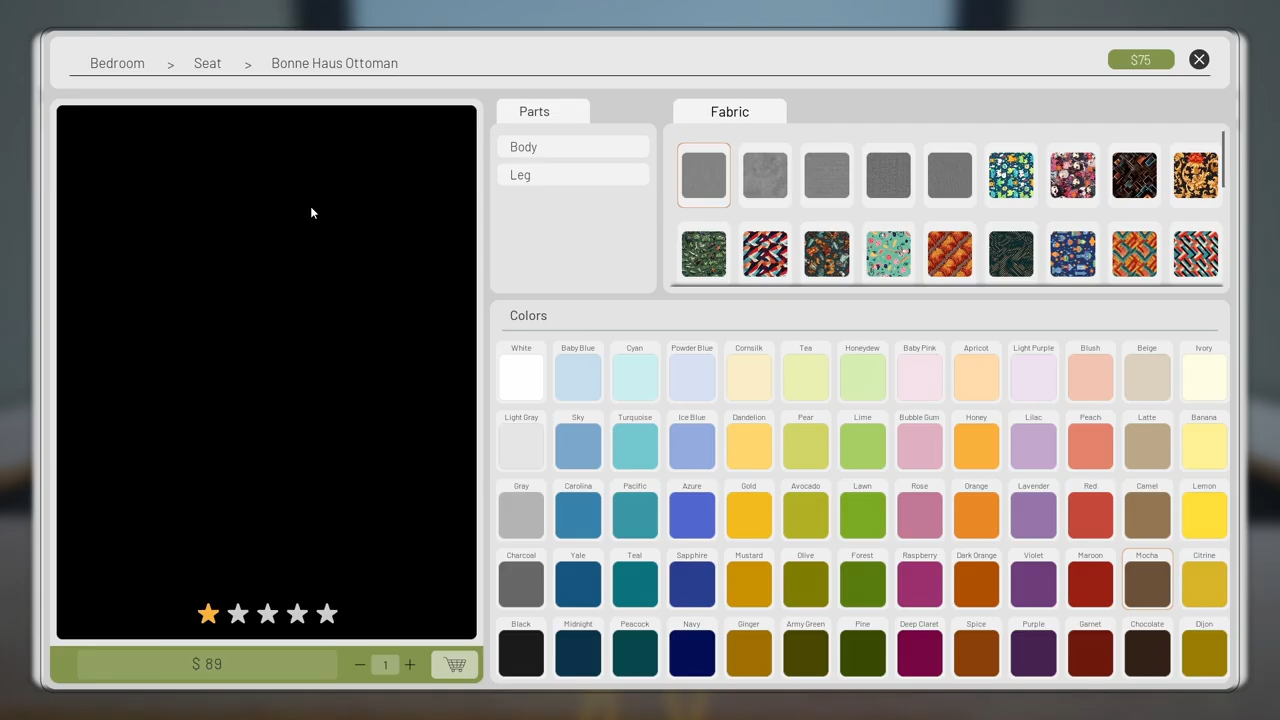 Bedroom > Seat > Bonne Haus Ottoman
$75
Parts
Fabric
Body
Leg
Colors
White Baby Blue Cyan Powder Blue Cornsilk Tea Honeydew Baby Pink Apricot Light Purple Blush Beige Ivory
Light Gray Sky Turquoise Ice Blue Dandelion Pear Lime Bubble Gum Honey Lilac Peach Latte Banana
Gray Carolina Pacific Azure Gold Avocado Lawn Rose Orange Lavender Red Camel Lemon
Charcoal Yale Teal Sapphire Mustard Olive Forest Raspberry Dark Orange Violet Maroon Mocha Citrine
Black Midnight Peacock Navy Ginger Army Green Pine Deep Claret Spice Purple Garnet Chocolate Dijon
$ 89
− 1 +